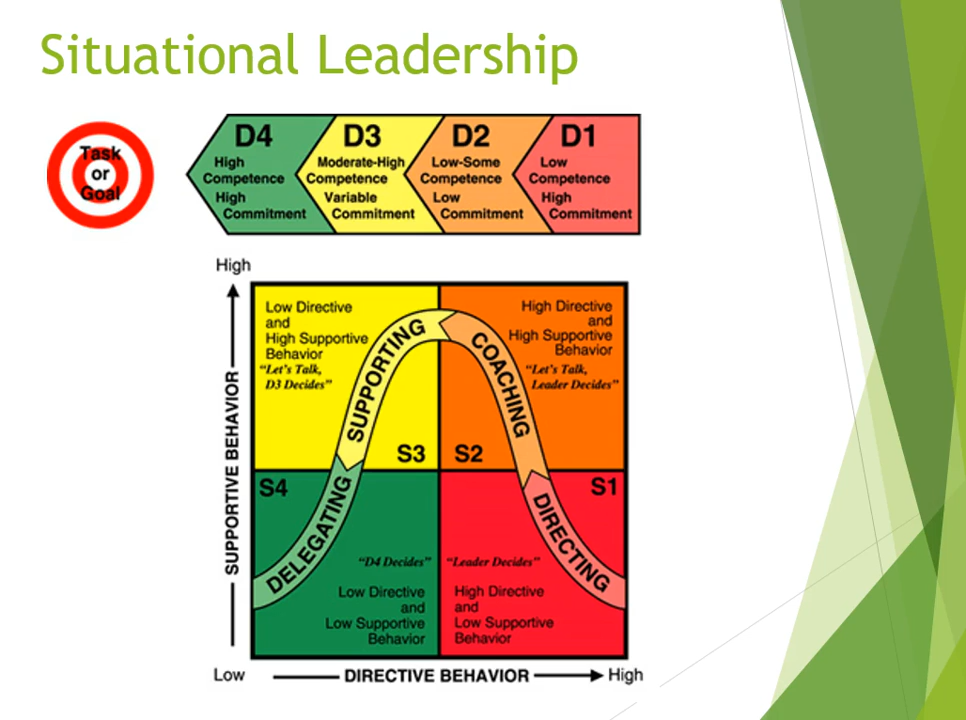 Situational Leadership
Task
or
Goal
D4
High
Competence
High
Commitment
D3
Moderate-High
Competence
Variable
Commitment
D2
Low-Some
Competence
Low
Commitment
D1
Low
Competence
High
Commitment
High
SUPPORTIVE BEHAVIOR
Low Directive
and
High Supportive
Behavior
“Let's Talk,
D3 Decides”
SUPPORTING
S3
High Directive
and
High Supportive
Behavior
“Let's Talk,
Leader Decides”
COACHING
S2
S4
DELEGATING
“D4 Decides”
Low Directive
and
Low Supportive
Behavior
S1
DIRECTING
“Leader Decides”
High Directive
and
Low Supportive
Behavior
Low
DIRECTIVE BEHAVIOR
High